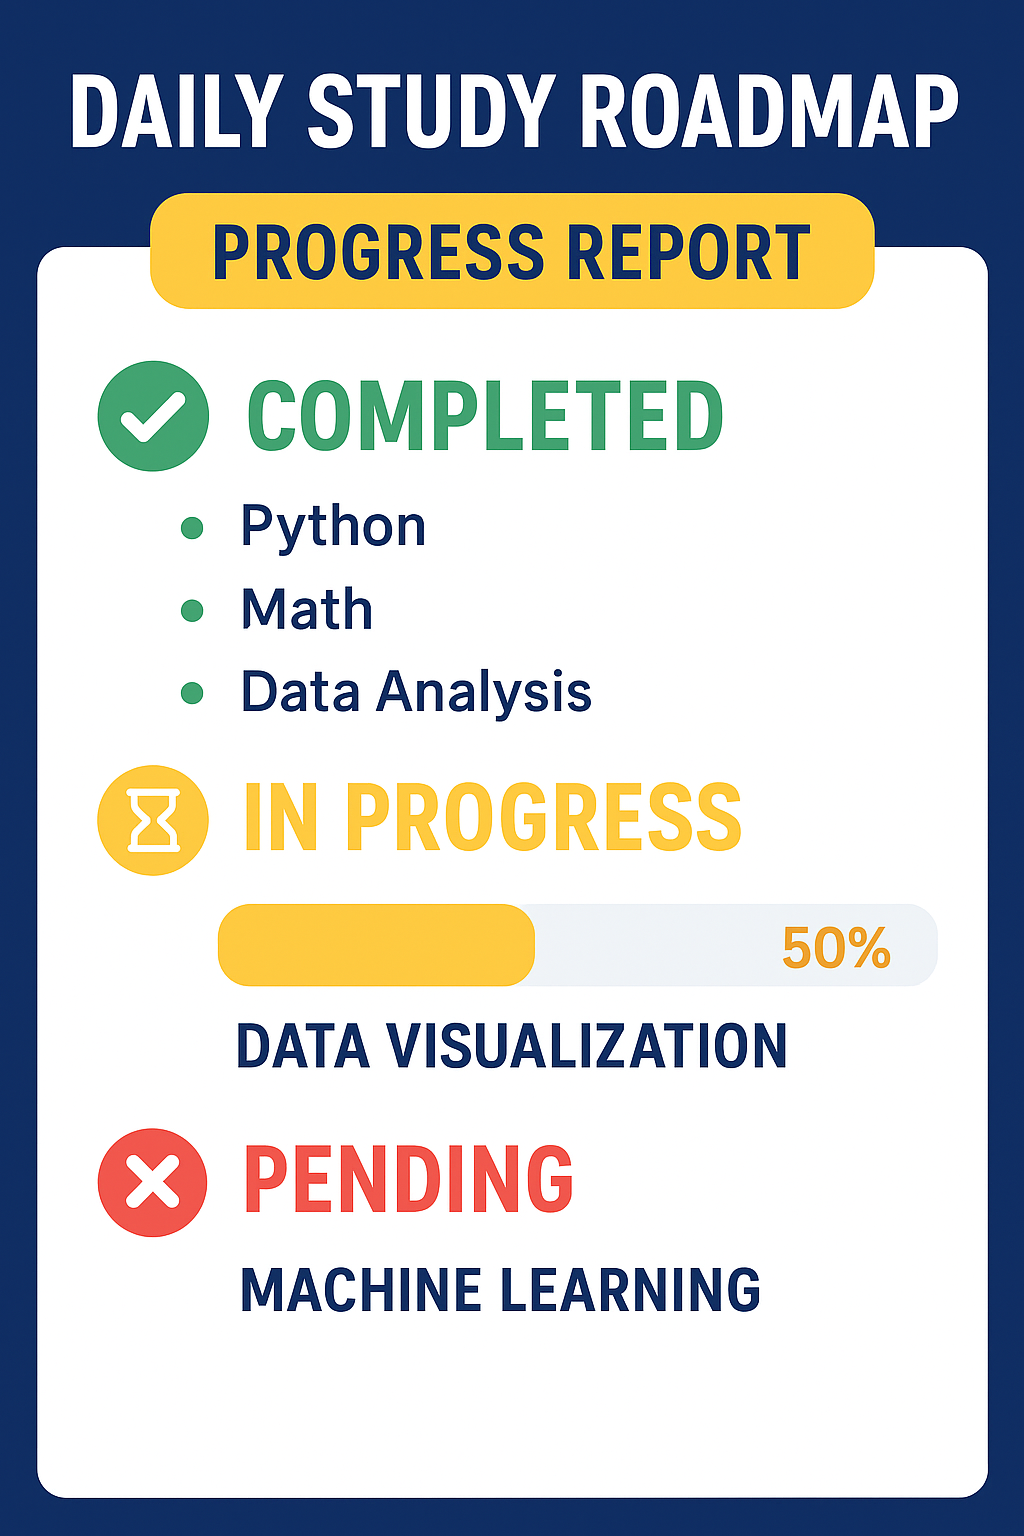 DAILY STUDY ROADMAP
PROGRESS REPORT
COMPLETED
Python
Math
Data Analysis
IN PROGRESS
50%
DATA VISUALIZATION
PENDING
MACHINE LEARNING